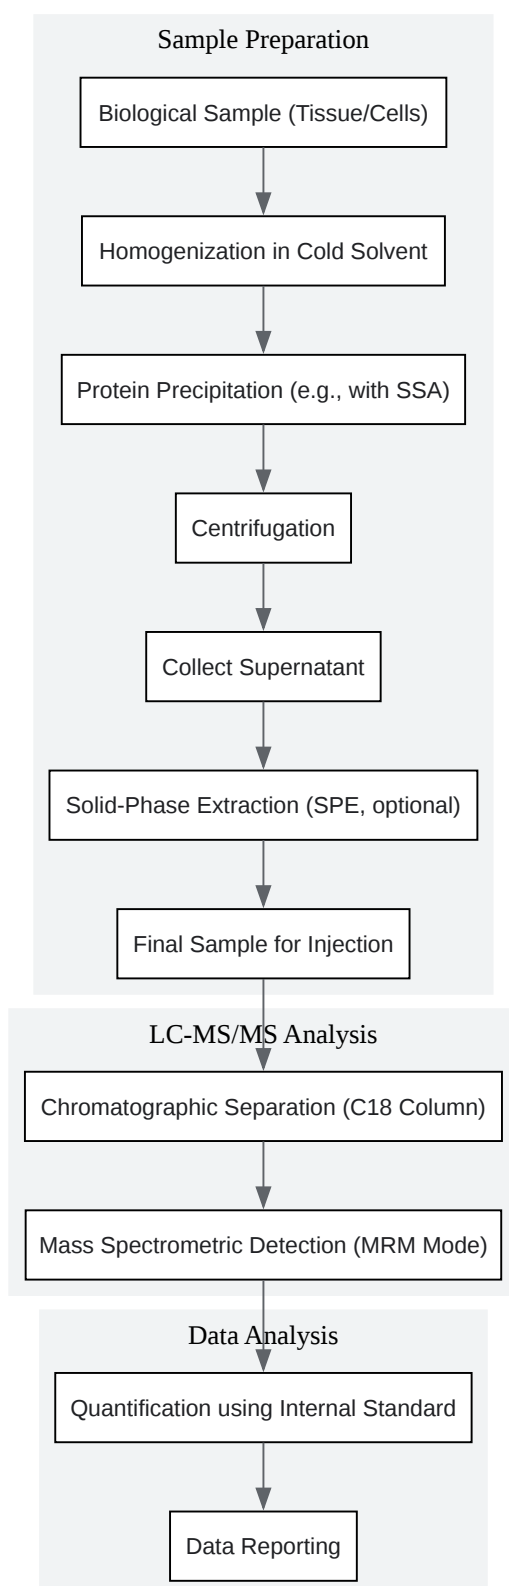 Sample Preparation
Biological Sample (Tissue/Cells)
Homogenization in Cold Solvent
Protein Precipitation (e.g., with SSA)
Centrifugation
Collect Supernatant
Solid-Phase Extraction (SPE, optional)
Final Sample for Injection
LC-MS/MS Analysis
Chromatographic Separation (C18 Column)
Mass Spectrometric Detection (MRM Mode)
Data Analysis
Quantification using Internal Standard
Data Reporting